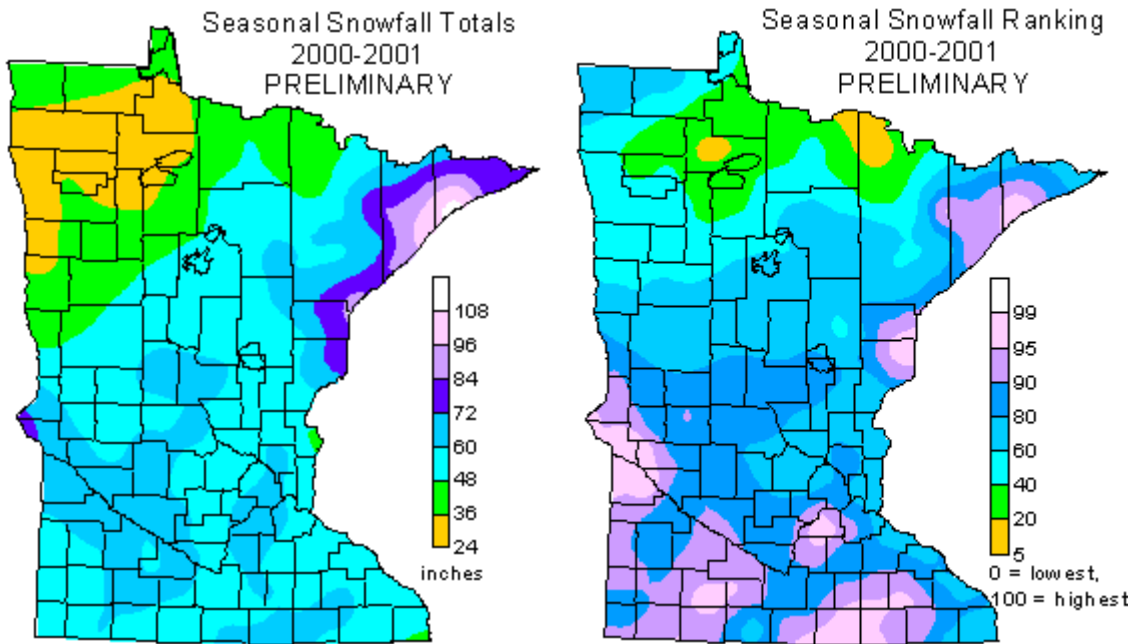 Seasonal Snowfall Totals
2000-2001
PRELIMINARY
108
96
84
72
60
48
36
24
inches
Seasonal Snowfall Ranking
2000-2001
PRELIMINARY
99
95
90
80
60
40
20
5
0 = lowest,
100 = highest